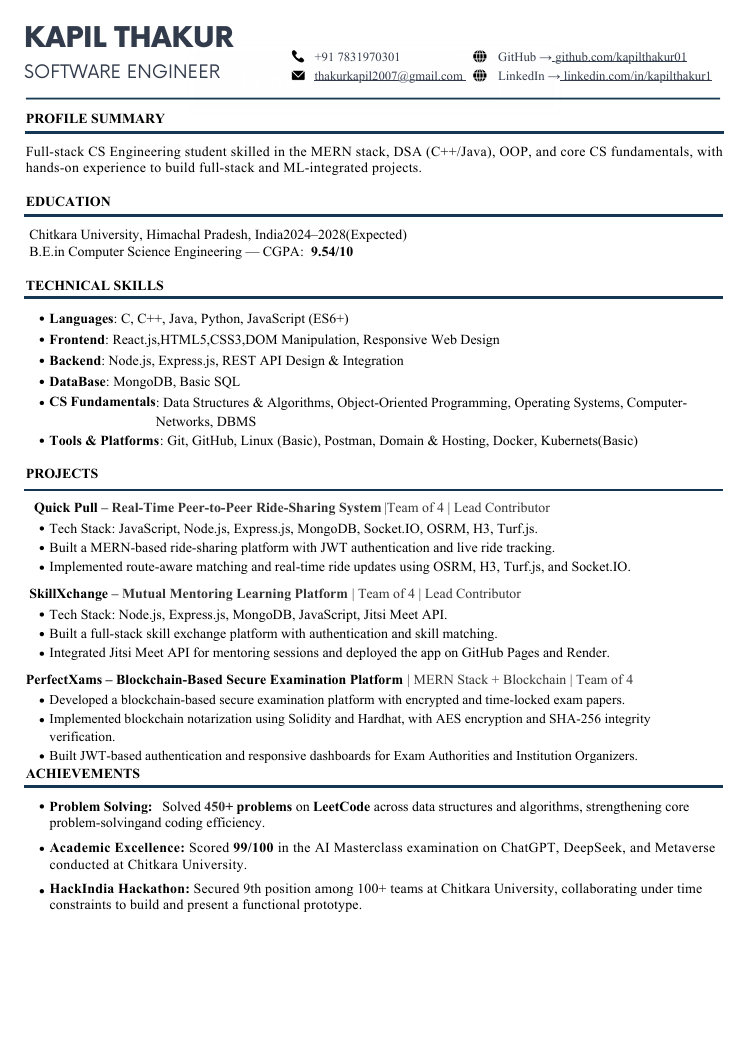 KAPIL THAKUR
SOFTWARE ENGINEER
+91 7831970301
GitHub → github.com/kapilthakur01
thakurkapil2007@gmail.com
LinkedIn → linkedin.com/in/kapilthakur1
PROFILE SUMMARY
Full-stack CS Engineering student skilled in the MERN stack, DSA (C++/Java), OOP, and core CS fundamentals, with
hands-on experience to build full-stack and ML-integrated projects.
EDUCATION
Chitkara University, Himachal Pradesh, India2024–2028(Expected)
B.E.in Computer Science Engineering — CGPA: 9.54/10
TECHNICAL SKILLS
• Languages: C, C++, Java, Python, JavaScript (ES6+)
• Frontend: React.js,HTML5,CSS3,DOM Manipulation, Responsive Web Design
• Backend: Node.js, Express.js, REST API Design & Integration
• DataBase: MongoDB, Basic SQL
• CS Fundamentals: Data Structures & Algorithms, Object-Oriented Programming, Operating Systems, Computer-
Networks, DBMS
• Tools & Platforms: Git, GitHub, Linux (Basic), Postman, Domain & Hosting, Docker, Kubernets(Basic)
PROJECTS
Quick Pull – Real-Time Peer-to-Peer Ride-Sharing System |Team of 4 | Lead Contributor
• Tech Stack: JavaScript, Node.js, Express.js, MongoDB, Socket.IO, OSRM, H3, Turf.js.
• Built a MERN-based ride-sharing platform with JWT authentication and live ride tracking.
• Implemented route-aware matching and real-time ride updates using OSRM, H3, Turf.js, and Socket.IO.
SkillXchange – Mutual Mentoring Learning Platform | Team of 4 | Lead Contributor
• Tech Stack: Node.js, Express.js, MongoDB, JavaScript, Jitsi Meet API.
• Built a full-stack skill exchange platform with authentication and skill matching.
• Integrated Jitsi Meet API for mentoring sessions and deployed the app on GitHub Pages and Render.
PerfectXams – Blockchain-Based Secure Examination Platform | MERN Stack + Blockchain | Team of 4
• Developed a blockchain-based secure examination platform with encrypted and time-locked exam papers.
• Implemented blockchain notarization using Solidity and Hardhat, with AES encryption and SHA-256 integrity
verification.
• Built JWT-based authentication and responsive dashboards for Exam Authorities and Institution Organizers.
ACHIEVEMENTS
• Problem Solving: Solved 450+ problems on LeetCode across data structures and algorithms, strengthening core
problem-solvingand coding efficiency.
• Academic Excellence: Scored 99/100 in the AI Masterclass examination on ChatGPT, DeepSeek, and Metaverse
conducted at Chitkara University.
• HackIndia Hackathon: Secured 9th position among 100+ teams at Chitkara University, collaborating under time
constraints to build and present a functional prototype.